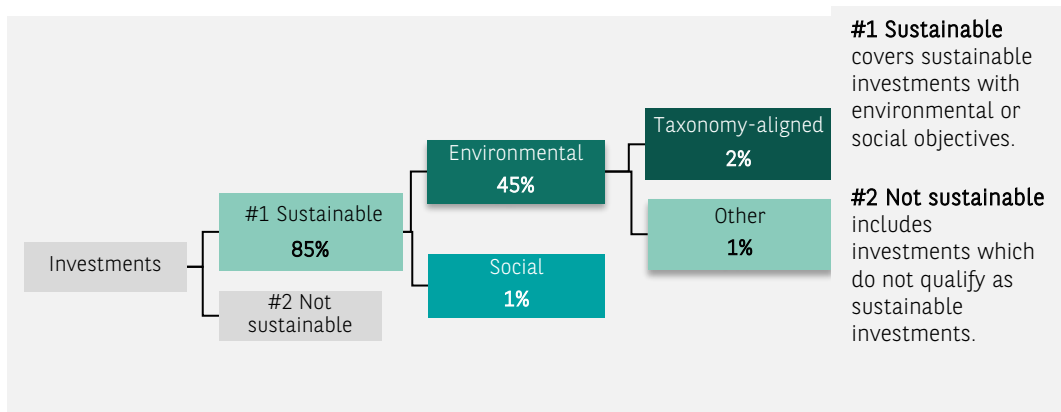 Investments
#1 Sustainable
85%
#2 Not
sustainable
Environmental
45%
Social
1%
Taxonomy-aligned
2%
Other
1%
#1 Sustainable
covers sustainable
investments with
environmental or
social objectives.
#2 Not sustainable
includes
investments which
do not qualify as
sustainable
investments.